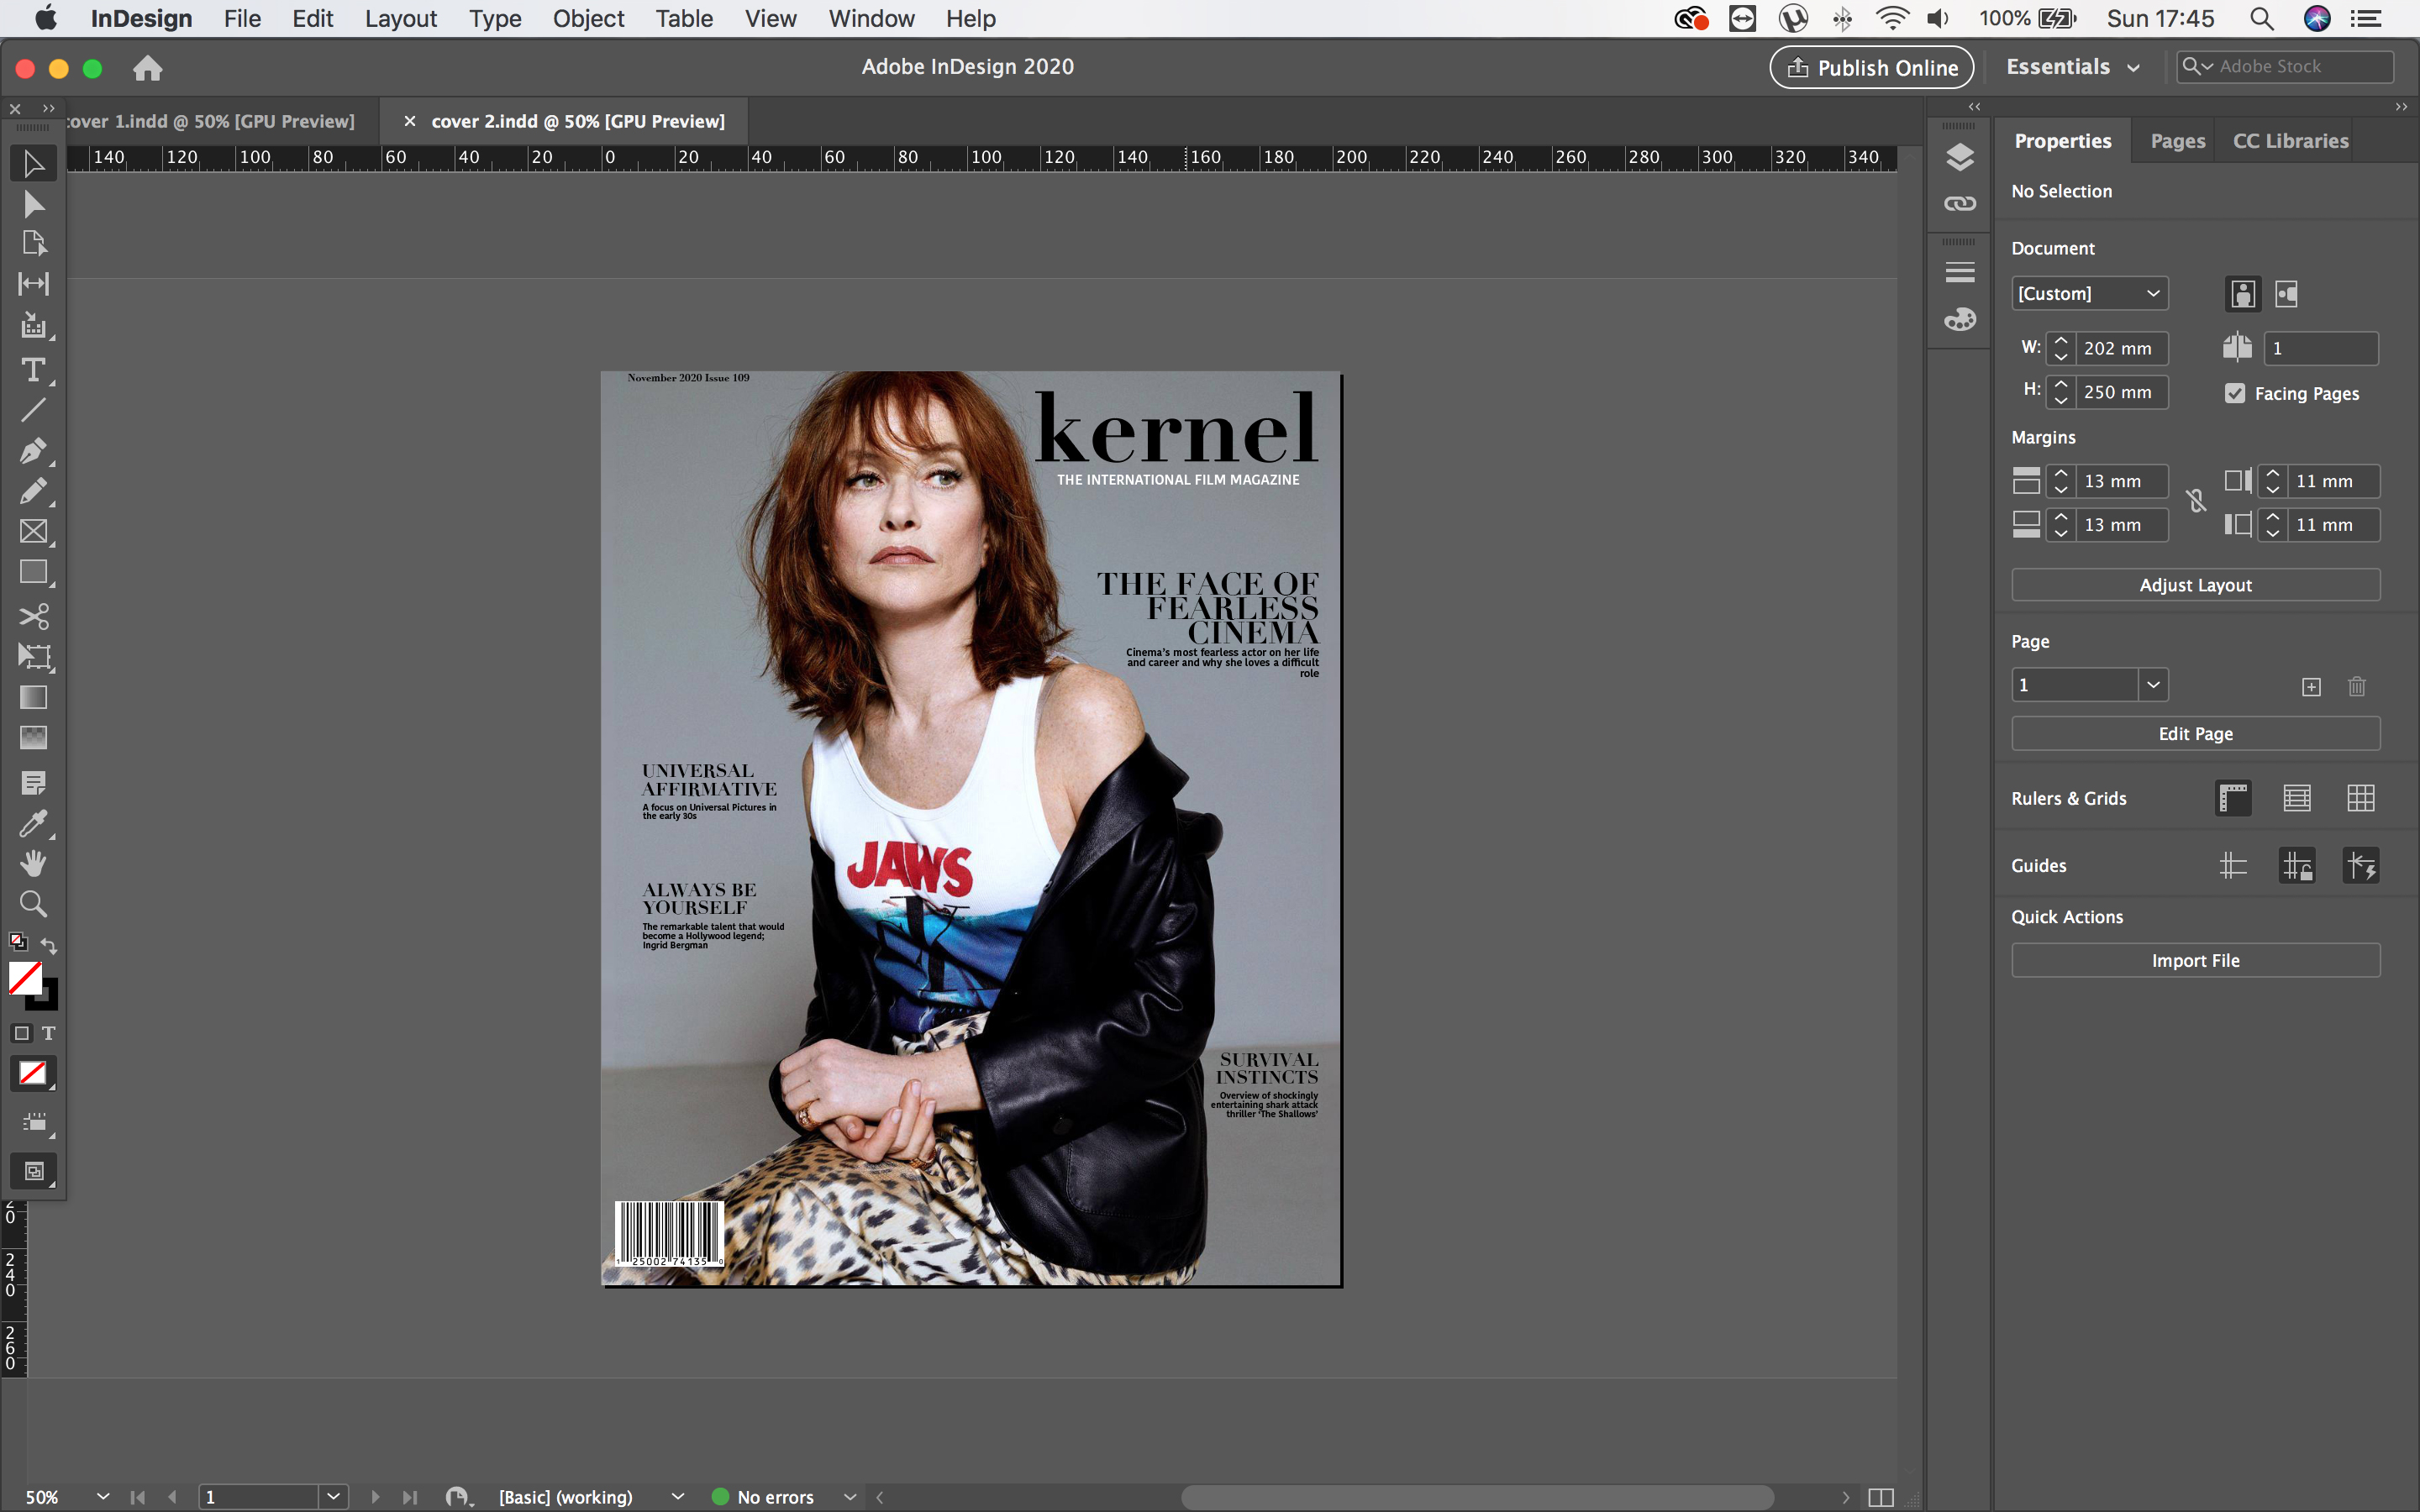 InDesign File Edit Layout Type Object Table View Window Help 100% Sun 17:45
Adobe InDesign 2020 Publish Online Essentials Adobe Stock
cover 1.indd @ 50% [GPU Preview] cover 2.indd @ 50% [GPU Preview]
140 120 100 80 60 40 20 0 20 40 60 80 100 120 140 160 180 200 220 240 260 280 300 320 340
November 2020 Issue 109
kernel
THE INTERNATIONAL FILM MAGAZINE
THE FACE OF
FEARLESS
CINEMA
Cinema's most fearless actor on her life
and career and why she loves a difficult
role
UNIVERSAL
AFFIRMATIVE
A focus on Universal Pictures in
the early 30s
JAWS
ALWAYS BE
YOURSELF
The remarkable talent that would
become a Hollywood legend;
Ingrid Bergman
SURVIVAL
INSTINCTS
Overview of shockingly
entertaining shark attack
thriller 'The Shallows'
1 25002 74135 0
240
260
Properties Pages CC Libraries
No Selection
Document
[Custom]
W: 202 mm 1
H: 250 mm Facing Pages
Margins
13 mm 11 mm
13 mm 11 mm
Adjust Layout
Page
1
Edit Page
Rulers & Grids
Guides
Quick Actions
Import File
50% 1 [Basic] (working) No errors